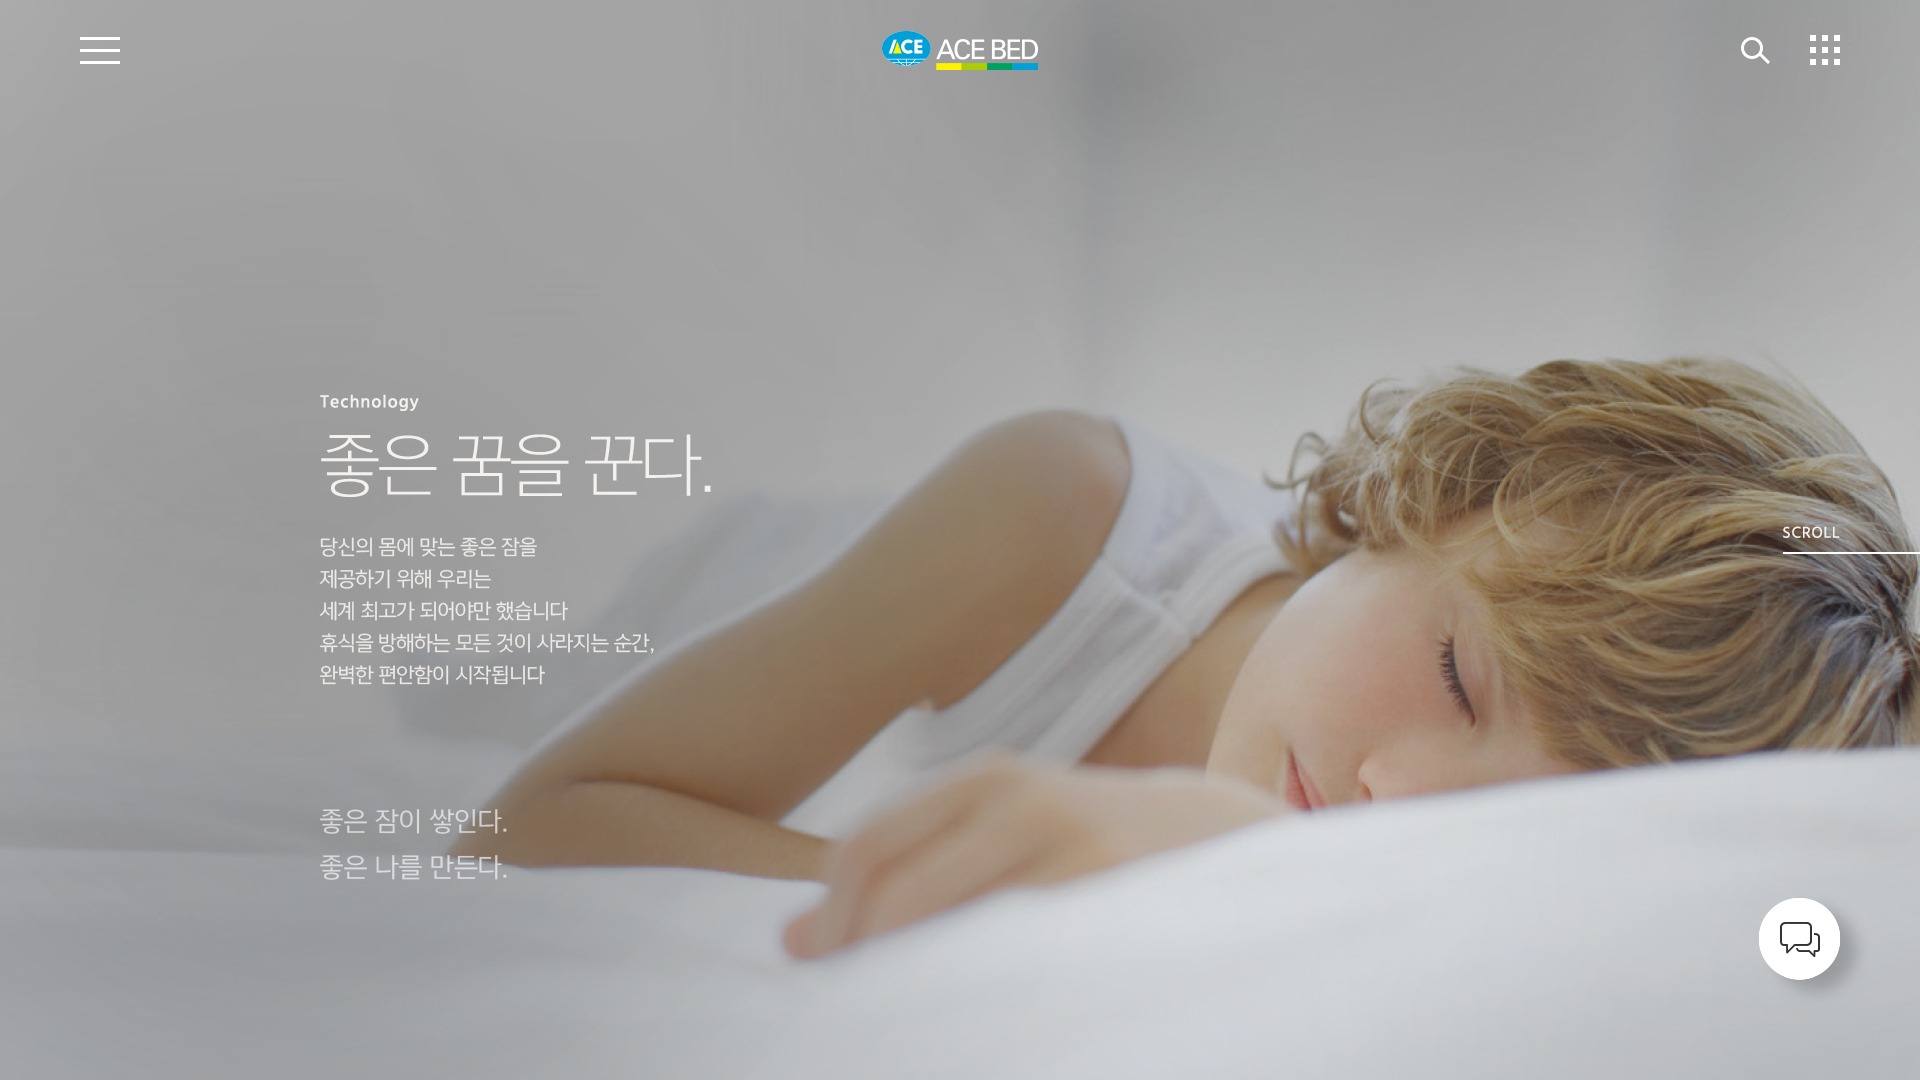 ACE ACE BED
Technology
좋은 꿈을 꾼다.
당신의 몸에 맞는 좋은 잠을
제공하기 위해 우리는
세계 최고가 되어야만 했습니다
휴식을 방해하는 모든 것이 사라지는 순간,
완벽한 편안함이 시작됩니다
SCROLL
좋은 잠이 쌓인다.
좋은 나를 만든다.